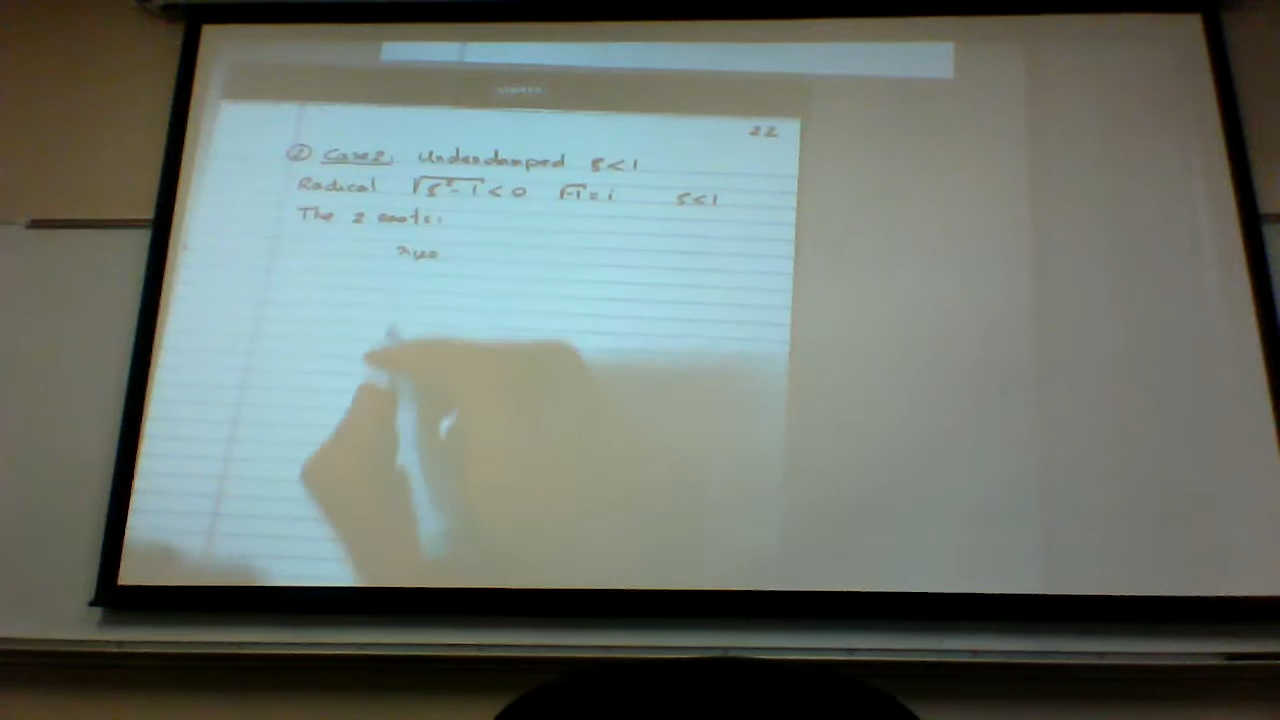 22
② Case 2: Underdamped ξ < 1
Radical √ξ² - 1 < 0 √-1 = i ξ < 1
The 2 roots: